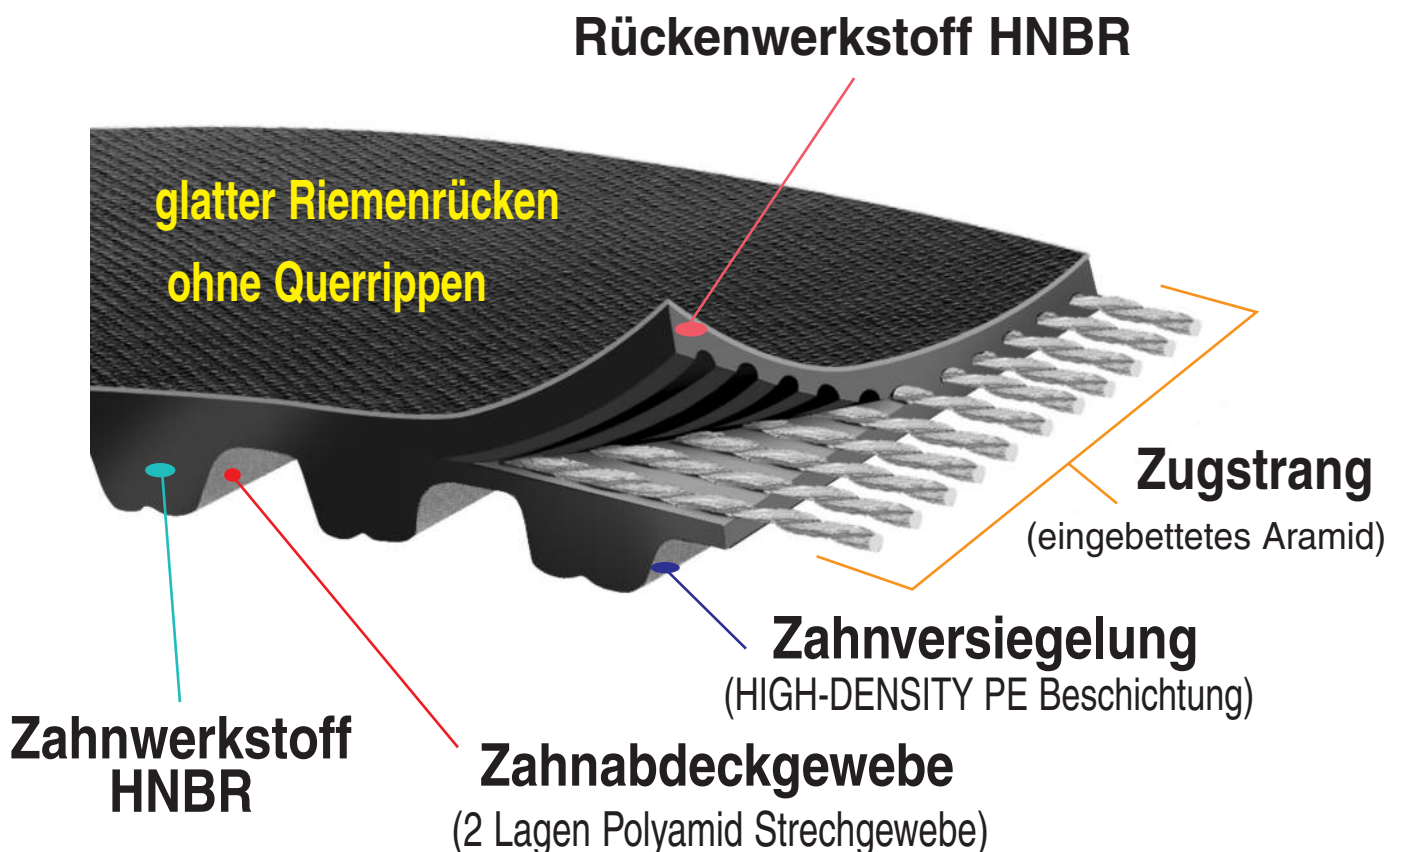 Rückenwerkstoff HNBR
glatter Riemenrücken
ohne Querrippen
Zugstrang
(eingebettetes Aramid)
Zahnversiegelung
(HIGH-DENSITY PE Beschichtung)
Zahnwerkstoff
HNBR
Zahnabdeckgewebe
(2 Lagen Polyamid Strechgewebe)